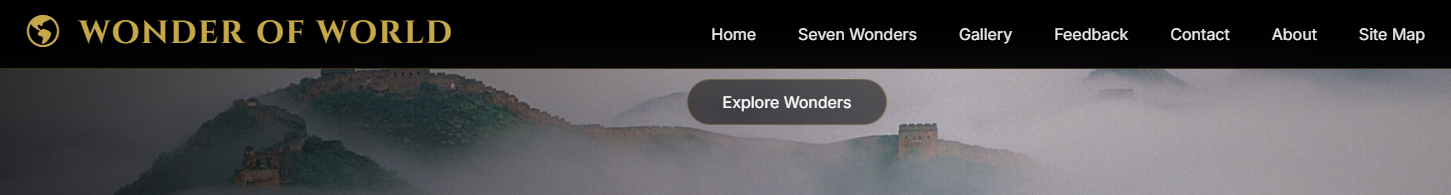 WONDER OF WORLD
Home Seven Wonders Gallery Feedback Contact About Site Map
Explore Wonders